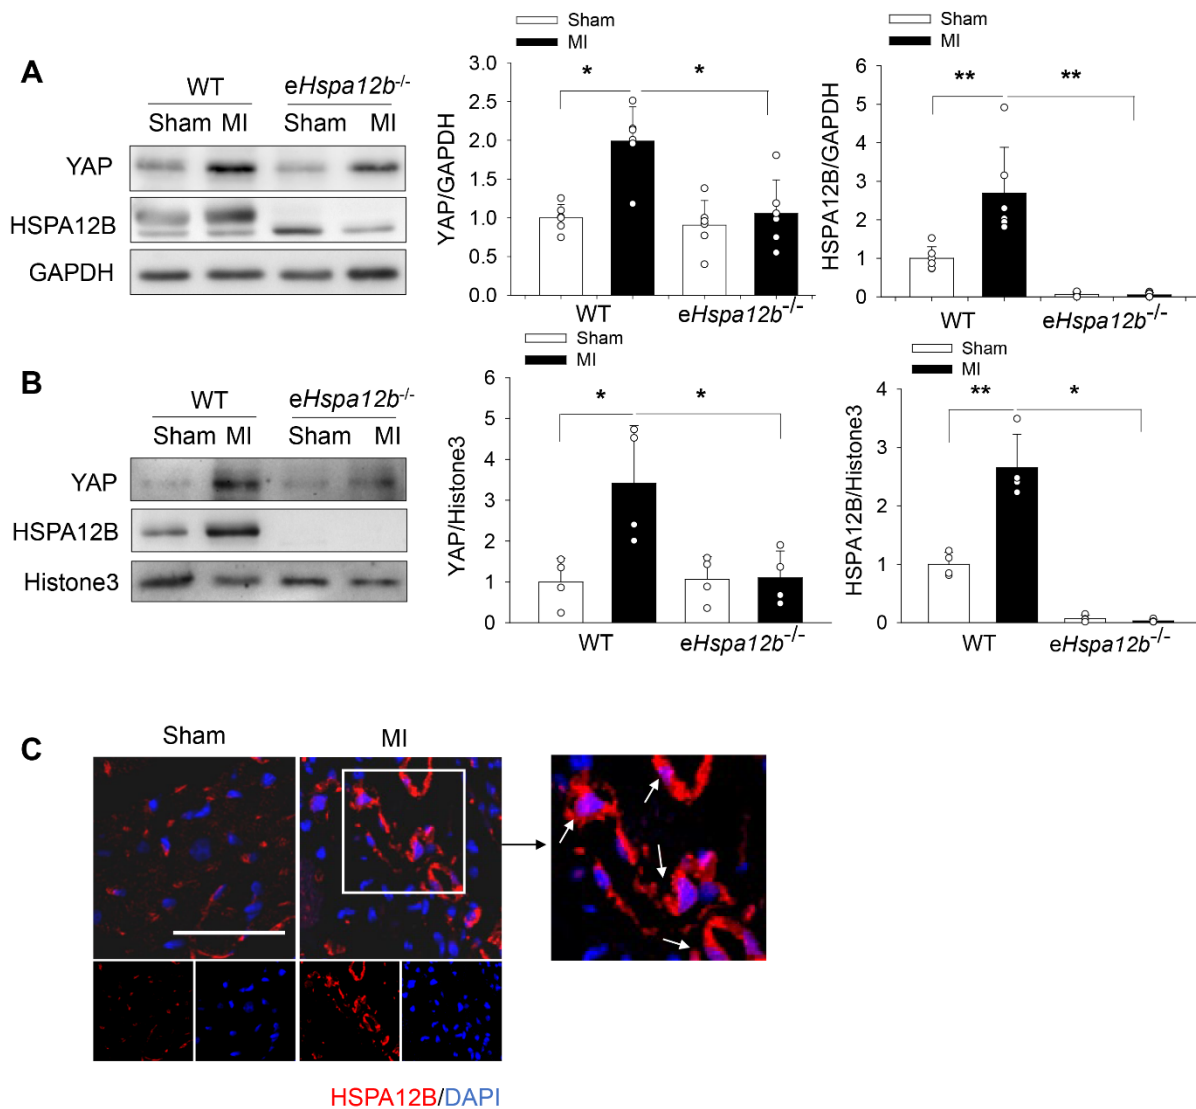 A
WT eHspa12b-/-
Sham MI Sham MI
YAP
HSPA12B
GAPDH
Sham
MI
YAP/GAPDH
3.0
2.5
2.0
1.5
1.0
0.5
0.0
* *
WT eHspa12b-/-
Sham
MI
HSPA12B/GAPDH
6
5
4
3
2
1
0
** **
WT eHspa12b-/-
B
WT eHspa12b-/-
Sham MI Sham MI
YAP
HSPA12B
Histone3
Sham
MI
YAP/Histone3
6
5
4
3
2
1
0
* *
WT eHspa12b-/-
Sham
MI
HSPA12B/Histone3
4
3
2
1
0
** *
WT eHspa12b-/-
C
Sham MI
HSPA12B/DAPI